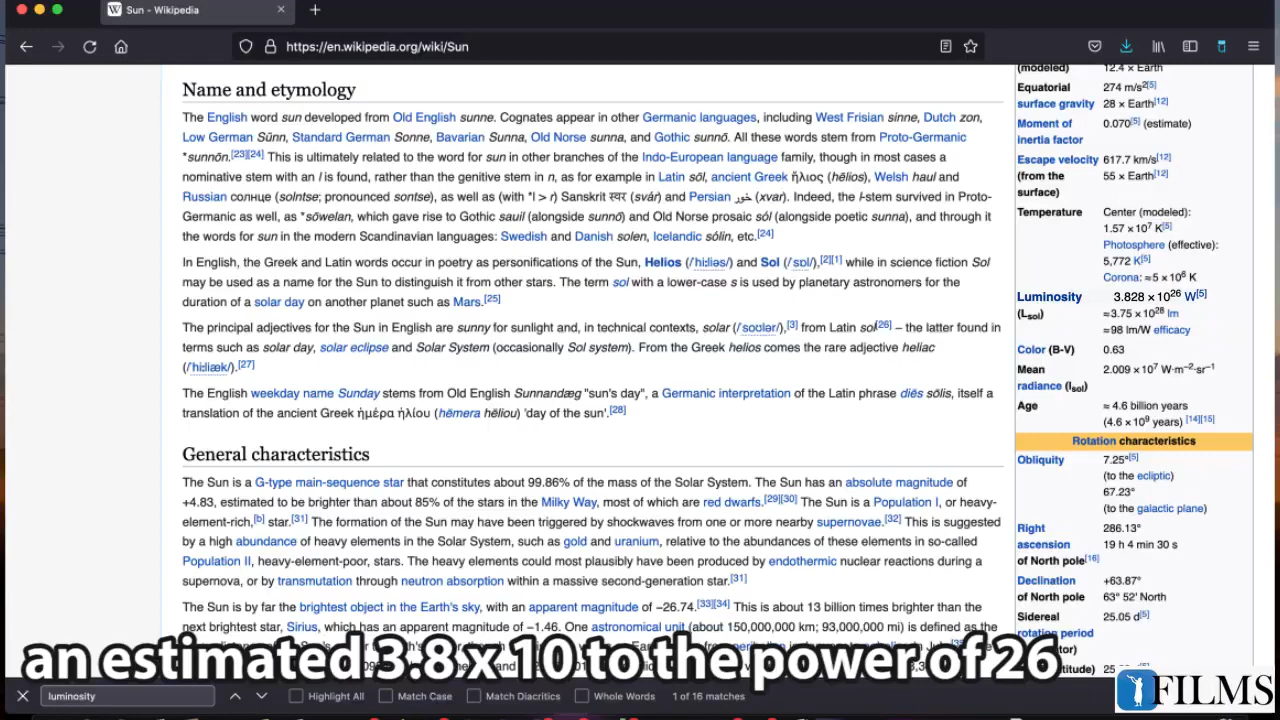 Sun - Wikipedia
https://en.wikipedia.org/wiki/Sun
Name and etymology
The English word sun developed from Old English sunne. Cognates appear in other Germanic languages, including West Frisian sinne, Dutch zon,
Low German Sünn, Standard German Sonne, Bavarian Sunna, Old Norse sunna, and Gothic sunnō. All these words stem from Proto-Germanic
*sunnōn.[23][24] This is ultimately related to the word for sun in other branches of the Indo-European language family, though in most cases a
nominative stem with an l is found, rather than the genitive stem in n, as for example in Latin sōl, ancient Greek ἥλιος (hēlios), Welsh haul and
Russian солнце (solntse; pronounced sontse), as well as (with *l > r) Sanskrit स्वर (svár) and Persian خور (xvar). Indeed, the l-stem survived in Proto-
Germanic as well, as *sōwelan, which gave rise to Gothic sauil (alongside sunnō) and Old Norse prosaic sól (alongside poetic sunna), and through it
the words for sun in the modern Scandinavian languages: Swedish and Danish solen, Icelandic sólin, etc.[24]
In English, the Greek and Latin words occur in poetry as personifications of the Sun, Helios (/ˈhiːliəs/) and Sol (/ˈsɒl/),[2][1] while in science fiction Sol
may be used as a name for the Sun to distinguish it from other stars. The term sol with a lower-case s is used by planetary astronomers for the
duration of a solar day on another planet such as Mars.[25]
The principal adjectives for the Sun in English are sunny for sunlight and, in technical contexts, solar (/ˈsoʊlər/),[3] from Latin sol[26] – the latter found in
terms such as solar day, solar eclipse and Solar System (occasionally Sol system). From the Greek helios comes the rare adjective heliac
(/ˈhiːliæk/).[27]
The English weekday name Sunday stems from Old English Sunnandæg "sun's day", a Germanic interpretation of the Latin phrase diēs sōlis, itself a
translation of the ancient Greek ἡμέρα ἡλίου (hēmera hēliou) 'day of the sun'.[28]
General characteristics
The Sun is a G-type main-sequence star that constitutes about 99.86% of the mass of the Solar System. The Sun has an absolute magnitude of
+4.83, estimated to be brighter than about 85% of the stars in the Milky Way, most of which are red dwarfs.[29][30] The Sun is a Population I, or heavy-
element-rich,[b] star.[31] The formation of the Sun may have been triggered by shockwaves from one or more nearby supernovae.[32] This is suggested
by a high abundance of heavy elements in the Solar System, such as gold and uranium, relative to the abundances of these elements in so-called
Population II, heavy-element-poor, stars. The heavy elements could most plausibly have been produced by endothermic nuclear reactions during a
supernova, or by transmutation through neutron absorption within a massive second-generation star.[31]
The Sun is by far the brightest object in the Earth's sky, with an apparent magnitude of −26.74.[33][34] This is about 13 billion times brighter than the
next brightest star, Sirius, which has an apparent magnitude of −1.46. One astronomical unit (about 150,000,000 km; 93,000,000 mi) is defined as the
(modeled) 12.4 × Earth
Equatorial 274 m/s2[5]
surface gravity 28 × Earth[12]
Moment of 0.070[5] (estimate)
inertia factor
Escape velocity 617.7 km/s[12]
(from the 55 × Earth[12]
surface)
Temperature Center (modeled):
1.57 × 10⁷ K[5]
Photosphere (effective):
5,772 K[5]
Corona: ≈5 × 10⁶ K
Luminosity 3.828 × 10²⁶ W[5]
(Lsol) ≈3.75 × 10²⁸ lm
≈98 lm/W efficacy
Color (B-V) 0.63
Mean 2.009 × 10⁷ W·m⁻²·sr⁻¹
radiance (Isol)
Age ≈ 4.6 billion years
(4.6 × 10⁹ years) [14][15]
Rotation characteristics
Obliquity 7.25°[5]
(to the ecliptic)
67.23°
(to the galactic plane)
Right 286.13°
ascension 19 h 4 min 30 s
of North pole[16]
Declination +63.87°
of North pole 63° 52' North
Sidereal 25.05 d[5]
rotation period
an estimated 3.8 x 10 to the power of 26
luminosity
Highlight All
Match Case
Match Diacritics
Whole Words
1 of 16 matches
FILMS